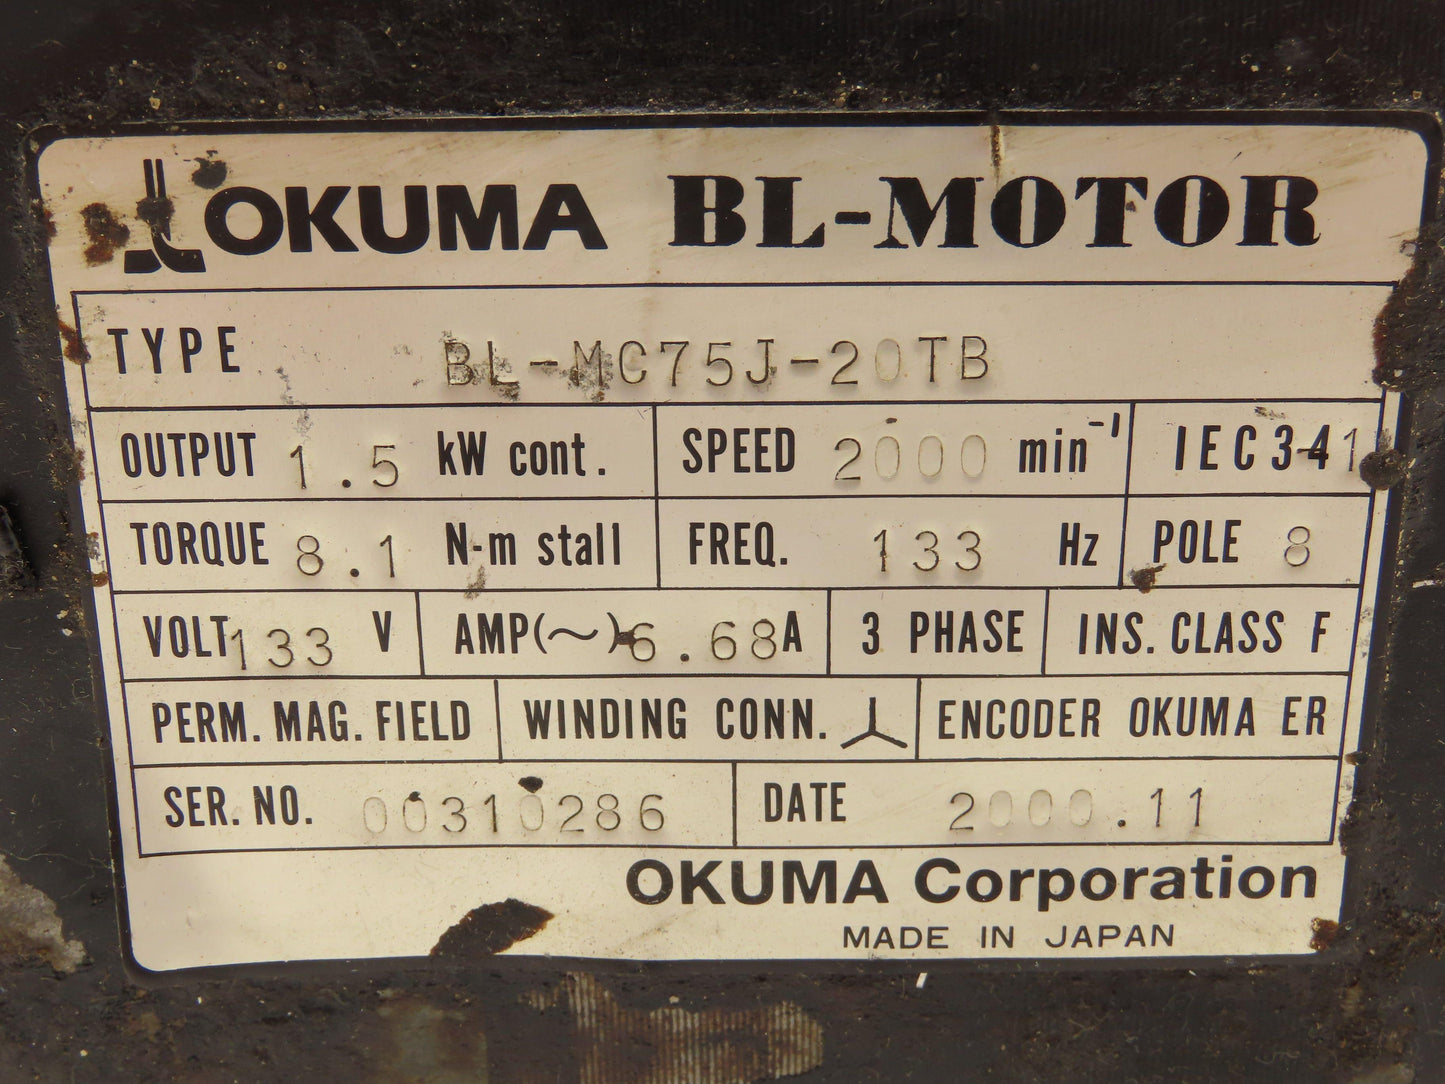 OKUMA BL-MOTOR
TYPE BL-MC75J-20TB
OUTPUT 1.5 kW cont. SPEED 2000 min⁻¹ IEC34-1
TORQUE 8.1 N-m stall FREQ. 133 Hz POLE 8
VOLT 133 V AMP(~) 6.68A 3 PHASE INS. CLASS F
PERM. MAG. FIELD WINDING CONN. ENCODER OKUMA ER
SER. NO. 00310286 DATE 2000.11
OKUMA Corporation
MADE IN JAPAN